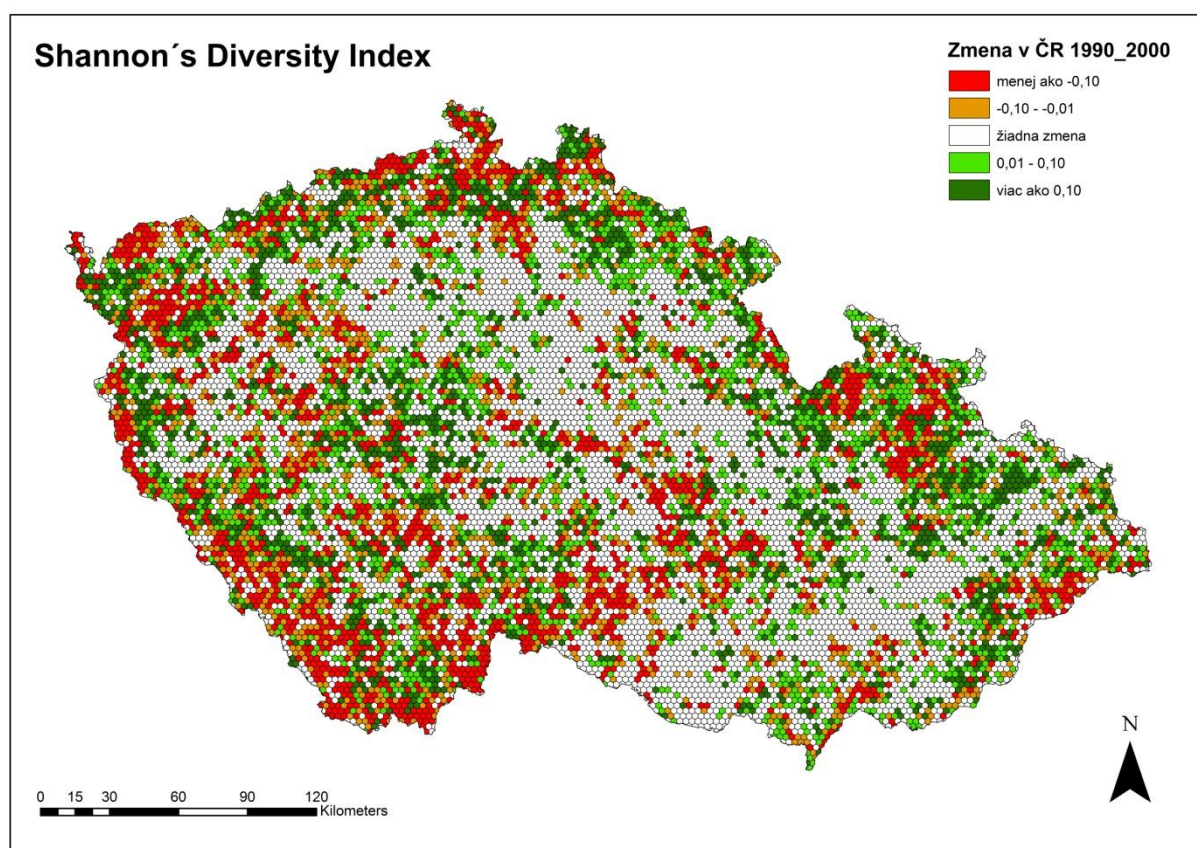 Shannon´s Diversity Index
Zmena v ČR 1990_2000
menej ako -0,10
-0,10 - -0,01
žiadna zmena
0,01 - 0,10
viac ako 0,10
N
0 15 30 60 90 120
Kilometers